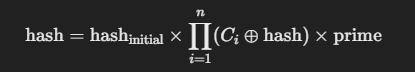 hash = hash_initial × ∏_{i=1}^{n} (C_i ⊕ hash) × prime